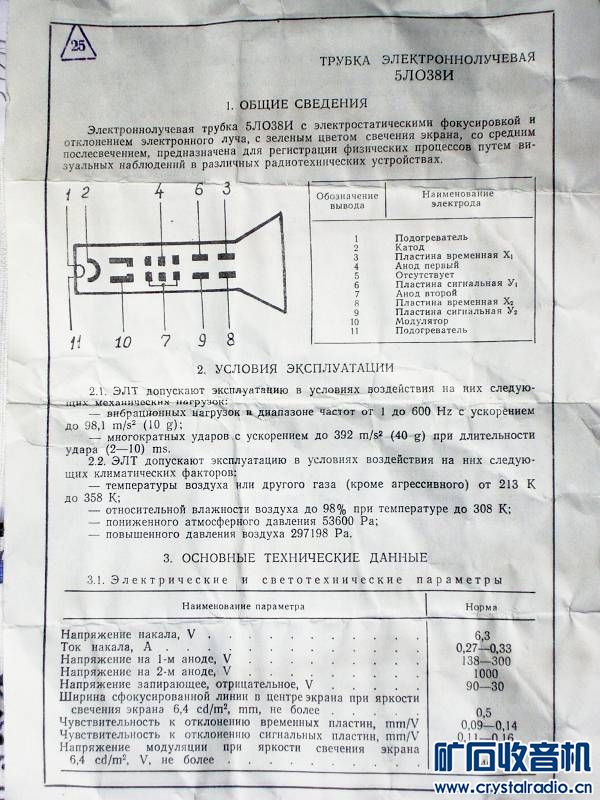 25
ТРУБКА ЭЛЕКТРОННОЛУЧЕВАЯ
5ЛО38И
1. ОБЩИЕ СВЕДЕНИЯ
Электроннолучевая трубка 5ЛО38И с электростатическими фокусировкой и
отклонением электронного луча, с зеленым цветом свечения экрана, со средним
послесвечением, предназначена для регистрации физических процессов путем ви-
зуальных наблюдений в различных радиотехнических устройствах.
1 2 4 6 3
11 10 7 9 8
Обозначение вывода Наименование электрода
1 Подогреватель
2 Катод
3 Пластина временная X₁
4 Анод первый
5 Отсутствует
6 Пластина сигнальная У₁
7 Анод второй
8 Пластина временная X₂
9 Пластина сигнальная У₂
10 Модулятор
11 Подогреватель
2. УСЛОВИЯ ЭКСПЛУАТАЦИИ
2.1. ЭЛТ допускают эксплуатацию в условиях воздействия на них следую-
щих механических нагрузок:
— вибрационных нагрузок в диапазоне частот от 1 до 600 Hz с ускорением
до 98,1 m/s² (10 g);
— многократных ударов с ускорением до 392 m/s² (40 g) при длительности
удара (2—10) ms.
2.2. ЭЛТ допускают эксплуатацию в условиях воздействия на них следую-
щих климатических факторов:
— температуры воздуха или другого газа (кроме агрессивного) от 213 К
до 358 К;
— относительной влажности воздуха до 98% при температуре до 308 К;
— пониженного атмосферного давления 53600 Pa;
— повышенного давления воздуха 297198 Pa.
3. ОСНОВНЫЕ ТЕХНИЧЕСКИЕ ДАННЫЕ
3.1. Электрические и светотехнические параметры
Наименование параметра Норма
Напряжение накала, V 6,3
Ток накала, А 0,27—0,33
Напряжение на 1-м аноде, V 138—300
Напряжение на 2-м аноде, V 1000
Напряжение запирающее, отрицательное, V 90—30
Ширина сфокусированной линии в центре экрана при яркости
свечения экрана 6,4 cd/m², mm, не более 0,5
Чувствительность к отклонению временных пластин, mm/V 0,09—0,14
Чувствительность к отклонению сигнальных пластин, mm/V 0,11—0,16
Напряжение модуляции при яркости свечения экрана
6,4 cd/m², V, не более
矿石收音机
www.crystalradio.cn